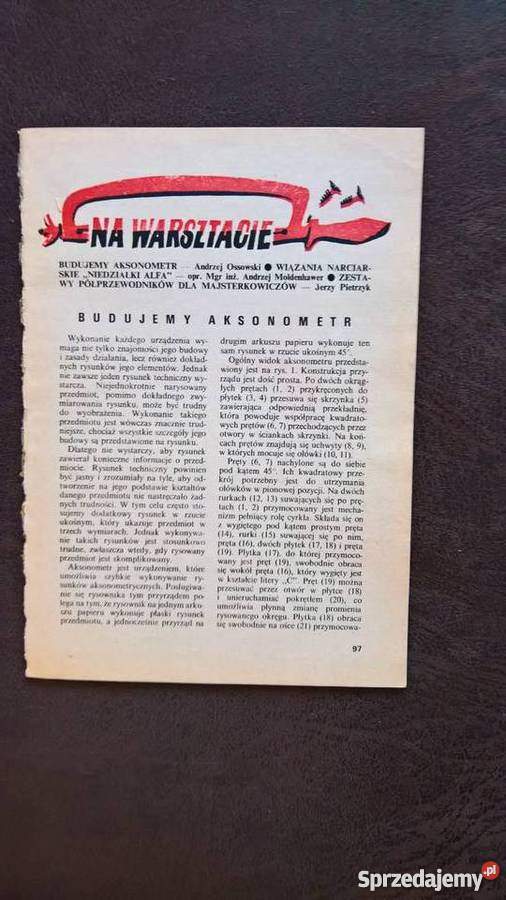 NA WARSZTACIE
BUDUJEMY AKSONOMETR — Andrzej Ossowski ● WIĄZANIA NARCIAR-
SKIE „NIEDZIAŁKI ALFA" — opr. Mgr inż. Andrzej Moldenhawer ● ZESTA-
WY PÓŁPRZEWODNIKÓW DLA MAJSTERKOWICZÓW — Jerzy Pietrzyk
BUDUJEMY AKSONOMETR
Wykonanie każdego urządzenia wy-
maga nie tylko znajomości jego budowy
i zasady działania, lecz również dokład-
nych rysunków jego elementów. Jednak
nie zawsze jeden rysunek techniczny wy-
starcza. Niejednokrotnie narysowany
przedmiot, pomimo dokładnego zwy-
miarowania rysunku, może być trudny
do wyobrażenia. Wykonanie takiego
przedmiotu jest wówczas znacznie trud-
niejsze, chociaż wszystkie szczegóły jego
budowy są przedstawione na rysunku.
Dlatego nie wystarczy, aby rysunek
zawierał konieczne informacje o przed-
miocie. Rysunek techniczny powinien
być jasny i zrozumiały na tyle, aby od-
tworzenie na jego podstawie kształtów
danego przedmiotu nie nastręczało żad-
nych trudności. W tym celu często sto-
sujemy dodatkowy rysunek w rzucie
ukośnym, który ukazuje przedmiot w
trzech wymiarach. Jednak wykonywa-
nie takich rysunków jest stosunkowo
trudne, zwłaszcza wtedy, gdy rysowany
przedmiot jest skomplikowany.
Aksonometr jest urządzeniem, które
umożliwia szybkie wykonywanie ry-
sunków aksonometrycznych. Posługiwa-
nie się rysownika tym przyrządem po-
lega na tym, że rysownik na jednym arku-
szu papieru wykonuje płaski rysunek
przedmiotu, a jednocześnie przyrząd na
drugim arkuszu papieru wykonuje ten
sam rysunek w rzucie ukośnym 45°.
Ogólny widok aksonometru przedsta-
wiony jest na rys. 1. Konstrukcja przy-
rządu jest dość prosta. Po dwóch okrąg-
łych prętach (1, 2) przykręconych do
płytek (3, 4) przesuwa się skrzynka (5)
zawierająca odpowiednią przekładnię,
która powoduje współpracę kwadrato-
wych prętów (6, 7) przechodzących przez
otwory w ściankach skrzynki. Na koń-
cach prętów znajdują się uchwyty (8, 9),
w których mocuje się ołówki (10, 11).
Pręty (6, 7) nachylone są do siebie
pod kątem 45°. Ich kwadratowy prze-
krój potrzebny jest do utrzymania
ołówków w pionowej pozycji. Na dwóch
rurkach (12, 13) suwających się po prę-
tach (1, 2) przymocowany jest mecha-
nizm pełniący rolę cyrkla. Składa się on
z wygiętego pod kątem prostym pręta
(14), rurki (15) suwającej się po nim,
pręta (16), dwóch płytek (17, 18) i pręta
(19). Płytka (17), do której przymoco-
wany jest pręt (19), swobodnie obraca
się wokół pręta (16), który wygięty jest
w kształcie litery „C". Pręt (19) można
przesuwać przez otwór w płytce (18)
i unieruchamiać pokrętłem (20), co
umożliwia płynną zmianę promienia
rysowanego okręgu. Płytka (18) obraca
się swobodnie na ośce (21) przymocowa-
97
Sprzedajemy.pl